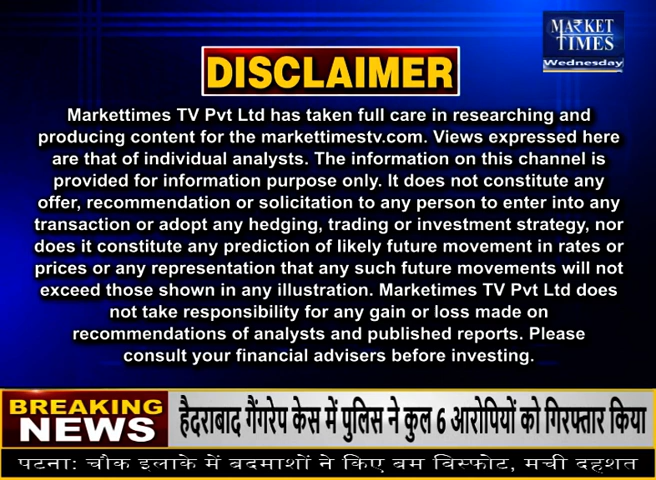 MARKET
TIMES
Wednesday
DISCLAIMER
Markettimes TV Pvt Ltd has taken full care in researching and
producing content for the markettimestv.com. Views expressed here
are that of individual analysts. The information on this channel is
provided for information purpose only. It does not constitute any
offer, recommendation or solicitation to any person to enter into any
transaction or adopt any hedging, trading or investment strategy, nor
does it constitute any prediction of likely future movement in rates or
prices or any representation that any such future movements will not
exceed those shown in any illustration. Marketimes TV Pvt Ltd does
not take responsibility for any gain or loss made on
recommendations of analysts and published reports. Please
consult your financial advisers before investing.
BREAKING
NEWS
हैदराबाद गैंगरेप केस में पुलिस ने कुल 6 आरोपियों को गिरफ्तार किया
पटना: चौक इलाके में बदमाशों ने किए बम विस्फोट, मची दहशत